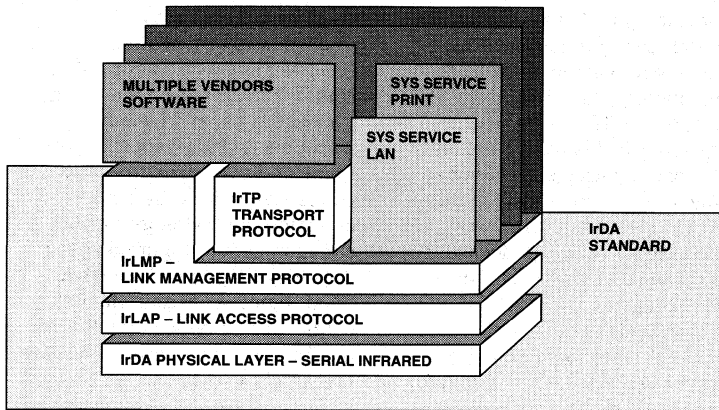 MULTIPLE VENDORS
SOFTWARE
SYS SERVICE
PRINT
SYS SERVICE
LAN
IrTP
TRANSPORT
PROTOCOL
IrDA
STANDARD
IrLMP –
LINK MANAGEMENT PROTOCOL
IrLAP – LINK ACCESS PROTOCOL
IrDA PHYSICAL LAYER – SERIAL INFRARED